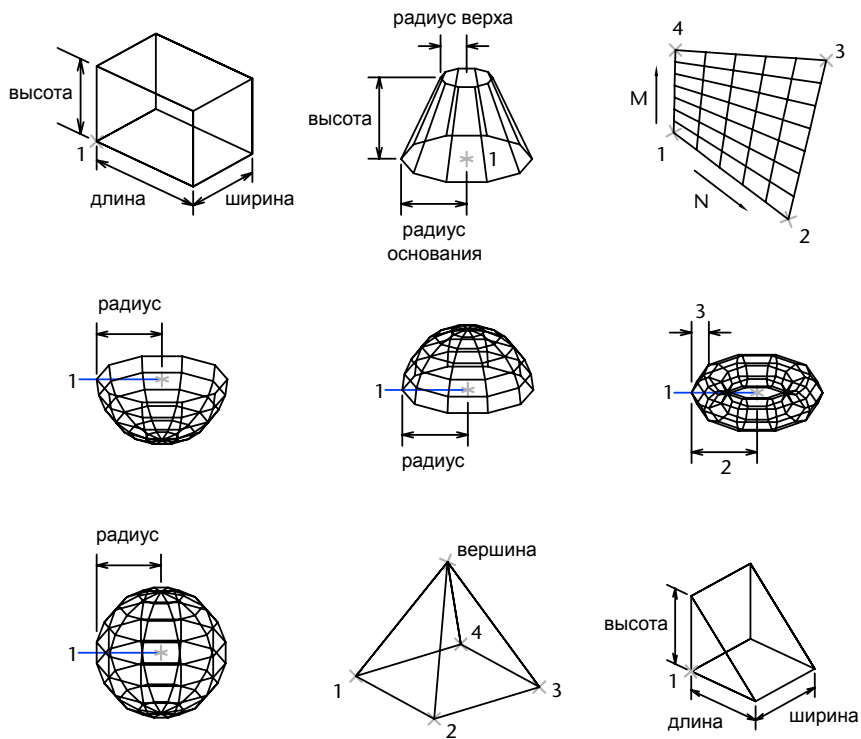 высота
1
длина
ширина
радиус верха
высота
1
радиус
основания
4
3
M
1
N
2
радиус
1
1
радиус
3
1
2
радиус
1
вершина
4
1
3
2
высота
1
длина
ширина